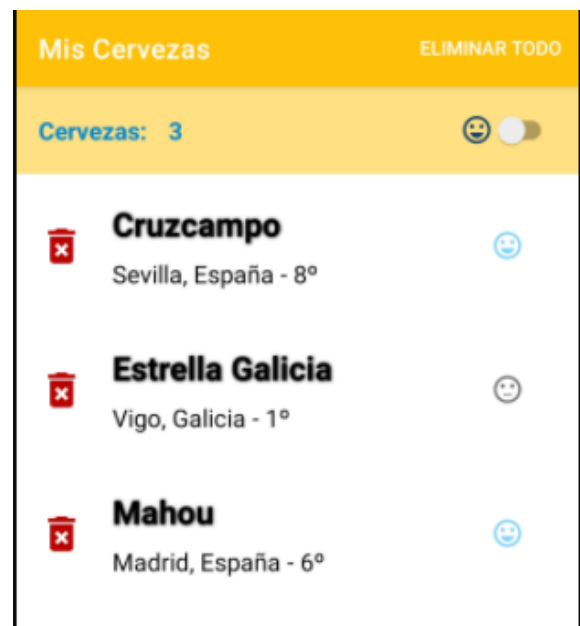 Mis Cervezas ELIMINAR TODO
Cervezas: 3
Cruzcampo
Sevilla, España - 8º
Estrella Galicia
Vigo, Galicia - 1º
Mahou
Madrid, España - 6º